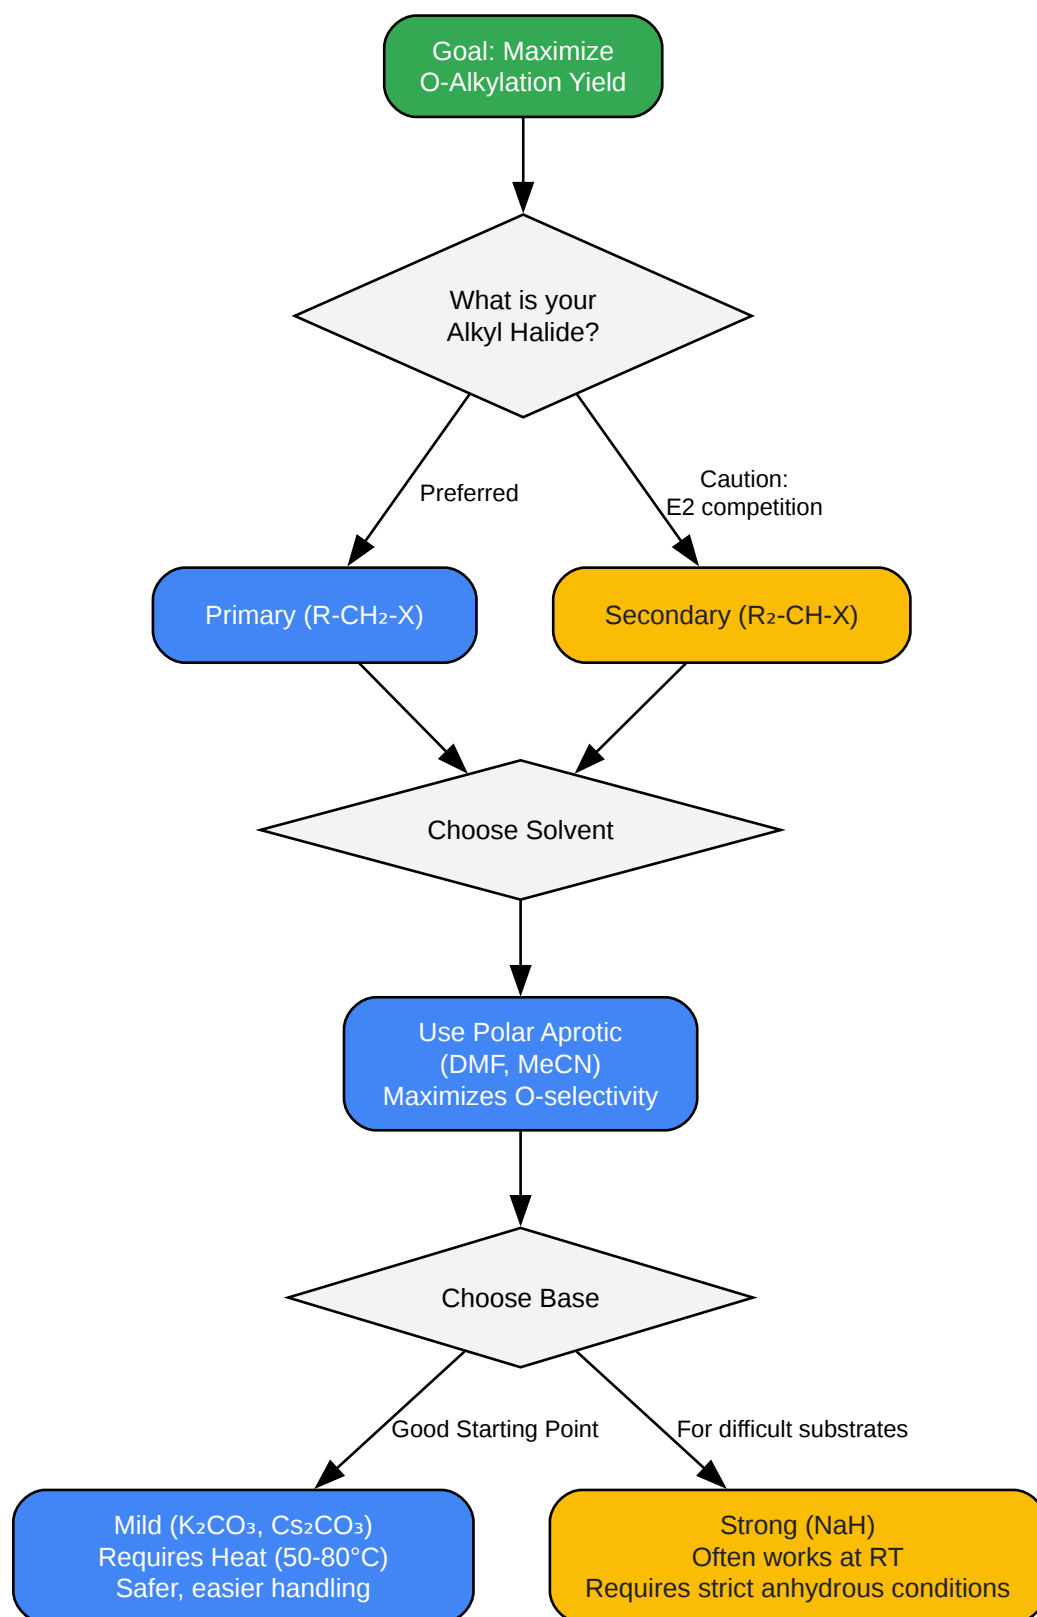 Goal: Maximize
O-Alkylation Yield
What is your
Alkyl Halide?
Preferred
Caution:
E2 competition
Primary (R-CH₂-X)
Secondary (R₂-CH-X)
Choose Solvent
Use Polar Aprotic
(DMF, MeCN)
Maximizes O-selectivity
Choose Base
Good Starting Point
For difficult substrates
Mild (K₂CO₃, Cs₂CO₃)
Requires Heat (50-80°C)
Safer, easier handling
Strong (NaH)
Often works at RT
Requires strict anhydrous conditions